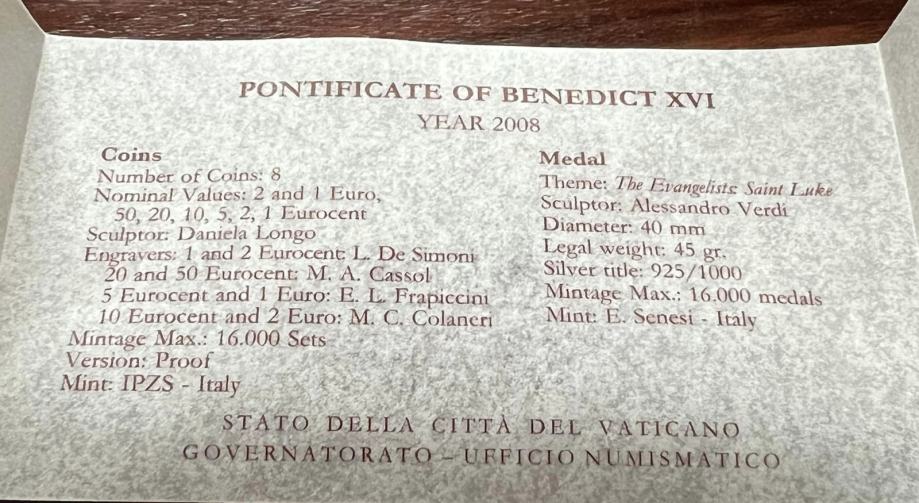 PONTIFICATE OF BENEDICT XVI
YEAR 2008
Coins
Number of Coins: 8
Nominal Values: 2 and 1 Euro,
50, 20, 10, 5, 2, 1 Eurocent
Sculptor: Daniela Longo
Engravers: 1 and 2 Eurocent: L. De Simoni
20 and 50 Eurocent: M. A. Cassol
5 Eurocent and 1 Euro: E. L. Frapiccini
10 Eurocent and 2 Euro: M. C. Colaneri
Mintage Max.: 16.000 Sets
Version: Proof
Mint: IPZS - Italy
Medal
Theme: The Evangelists: Saint Luke
Sculptor: Alessandro Verdi
Diameter: 40 mm
Legal weight: 45 gr.
Silver title: 925/1000
Mintage Max.: 16.000 medals
Mint: E. Senesi - Italy
STATO DELLA CITTÀ DEL VATICANO
GOVERNATORATO – UFFICIO NUMISMATICO